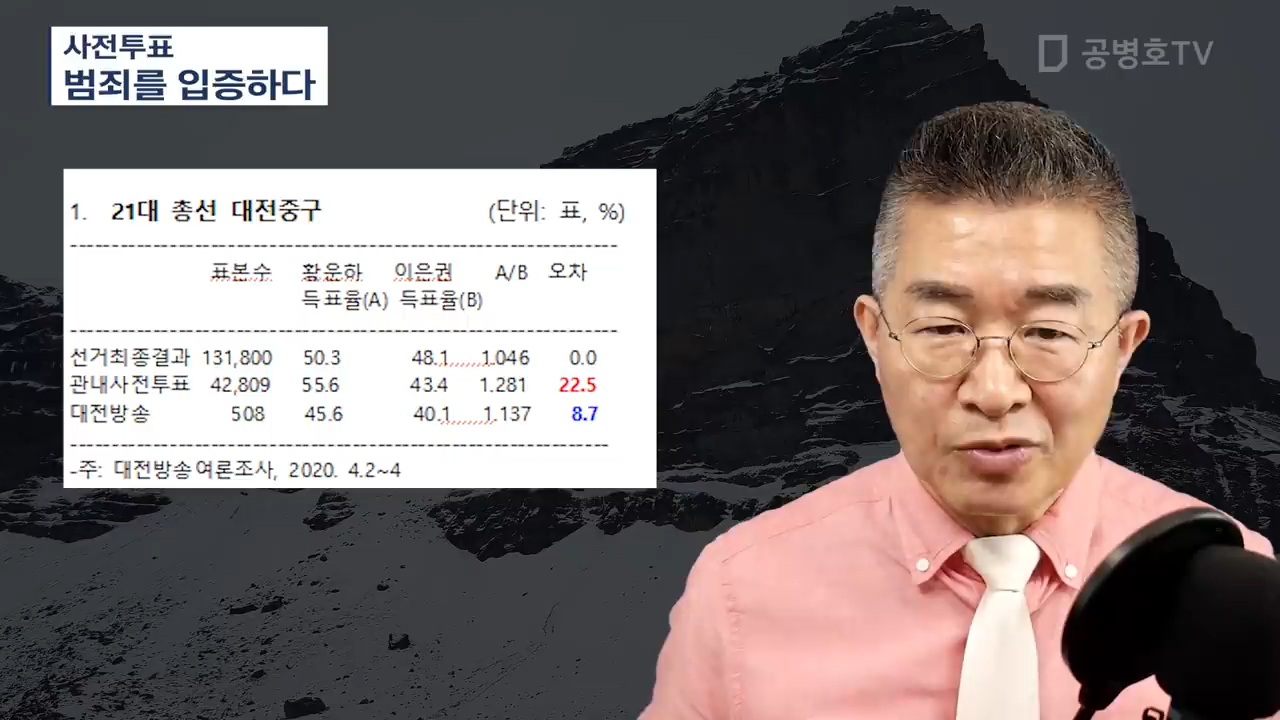 사전투표
범죄를 입증하다
공병호TV
1. 21대 총선 대전중구 (단위: 표, %)
표본수 황운하 이은권 A/B 오차
득표율(A) 득표율(B)
선거최종결과 131,800 50.3 48.1 1.046 0.0
관내사전투표 42,809 55.6 43.4 1.281 22.5
대전방송 508 45.6 40.1 1.137 8.7
-주: 대전방송여론조사, 2020. 4.2~4